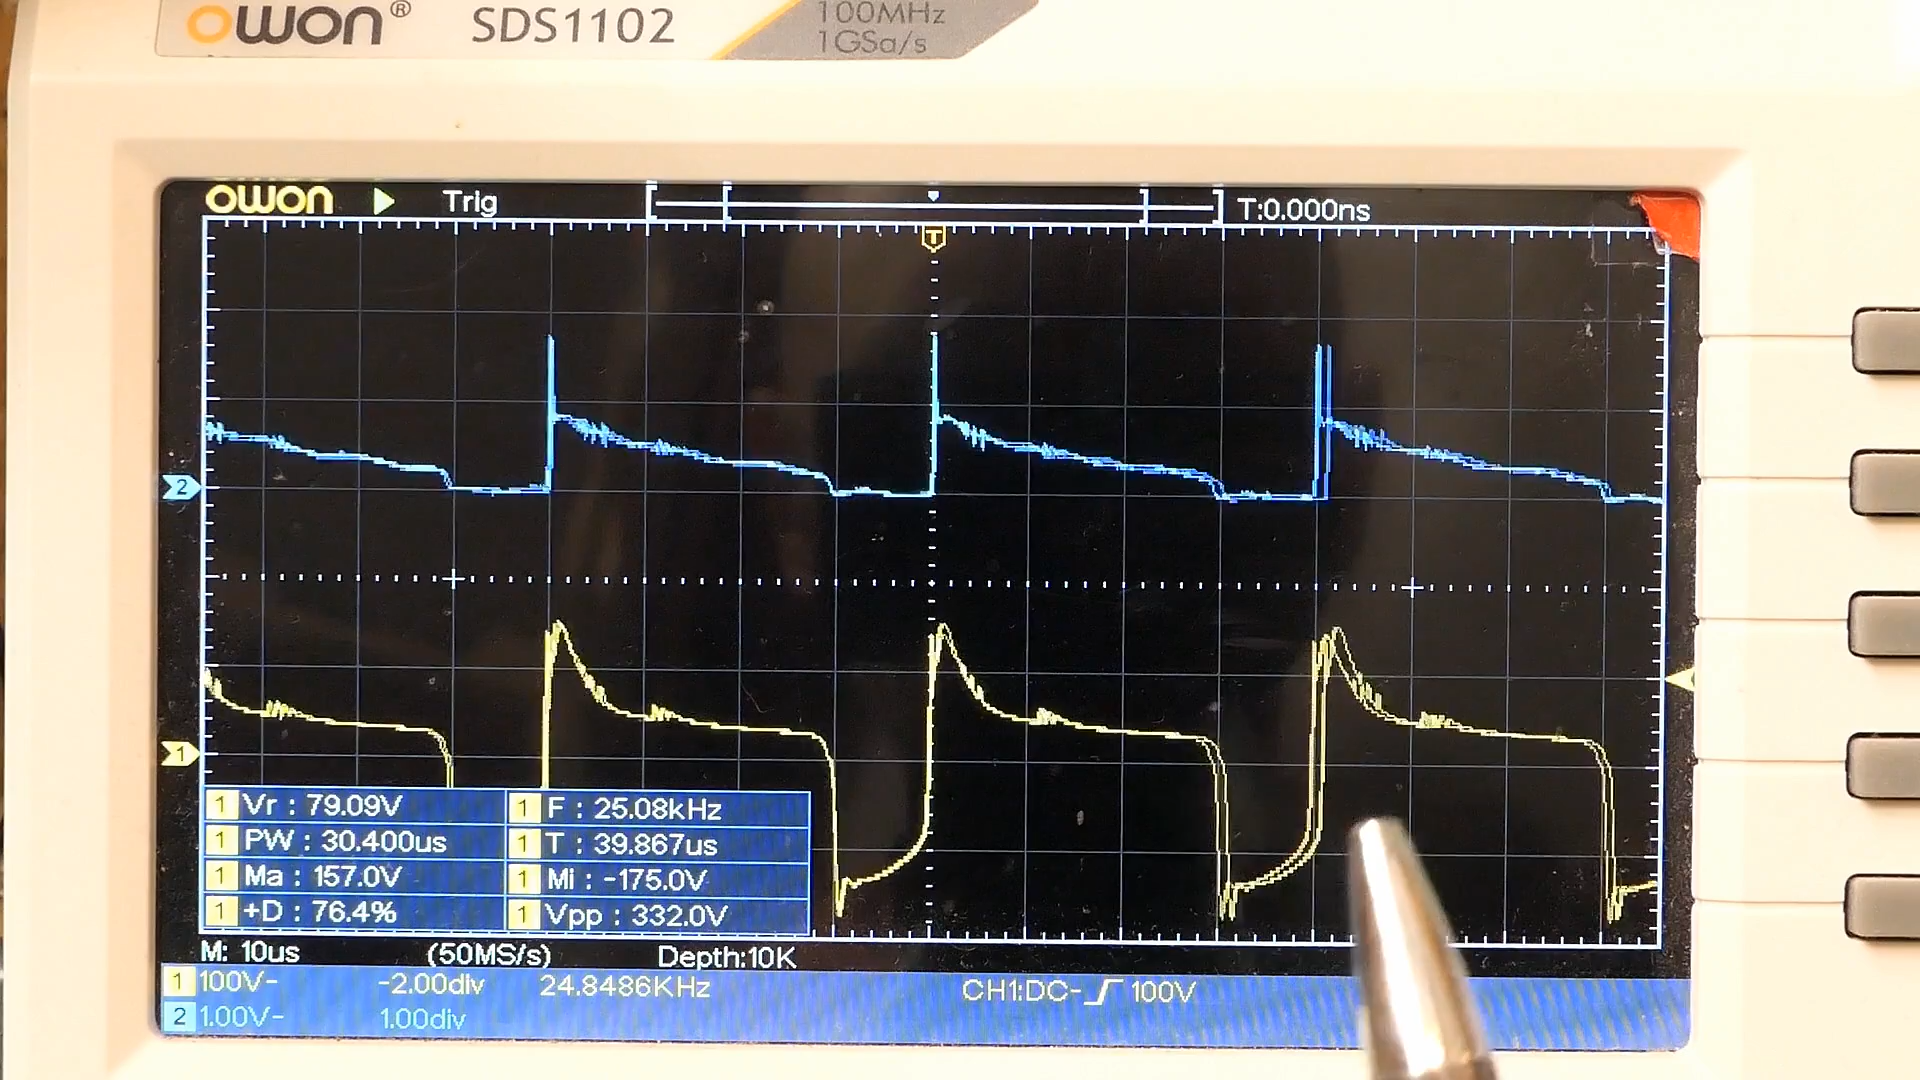 OWON® SDS1102 100MHz
1GSa/s
OWON Trig T:0.000ns
T
2
1
1 Vr : 79.09V 1 F : 25.08kHz
1 PW : 30.400us 1 T : 39.867us
1 Ma : 157.0V 1 Mi : -175.0V
1 +D : 76.4% 1 Vpp : 332.0V
M: 10us (50MS/s) Depth:10K
1 100V- -2.00div 24.8486KHz CH1:DC- 100V
2 1.00V- 1.00div